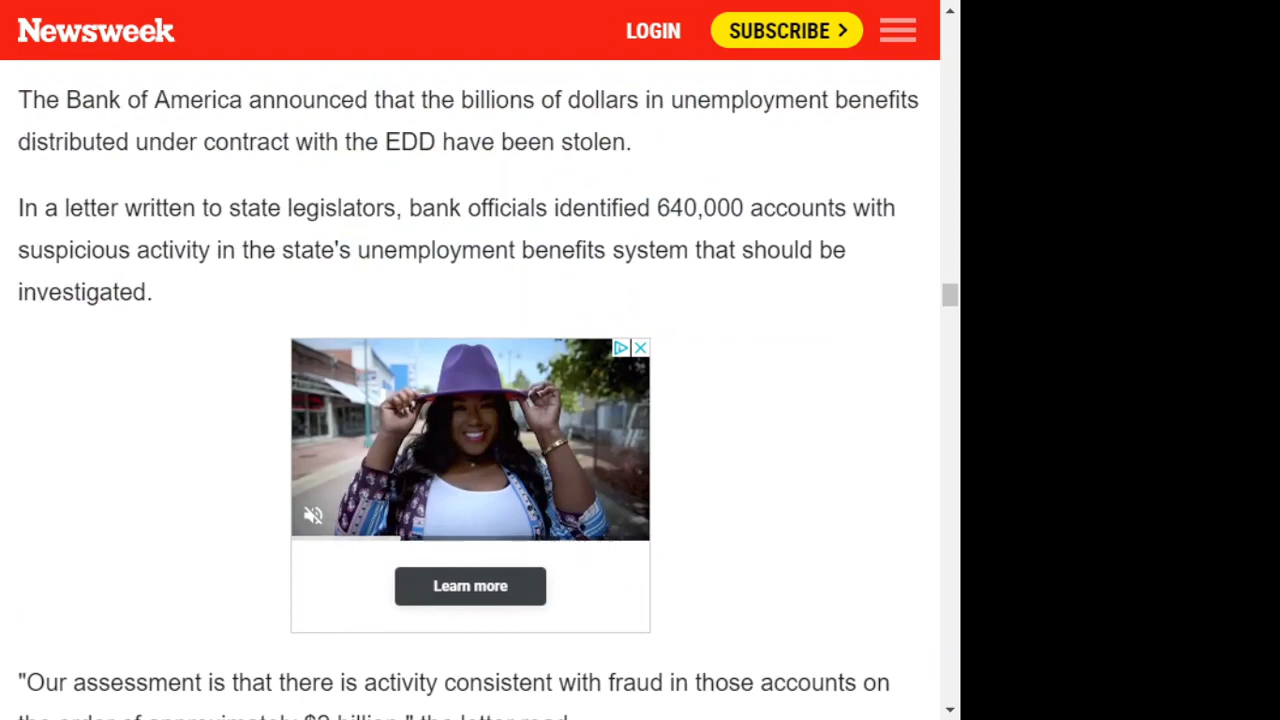 Newsweek
LOGIN
SUBSCRIBE >
The Bank of America announced that the billions of dollars in unemployment benefits
distributed under contract with the EDD have been stolen.
In a letter written to state legislators, bank officials identified 640,000 accounts with
suspicious activity in the state's unemployment benefits system that should be
investigated.
Learn more
"Our assessment is that there is activity consistent with fraud in those accounts on
the order of approximately $2 billion," the letter read.